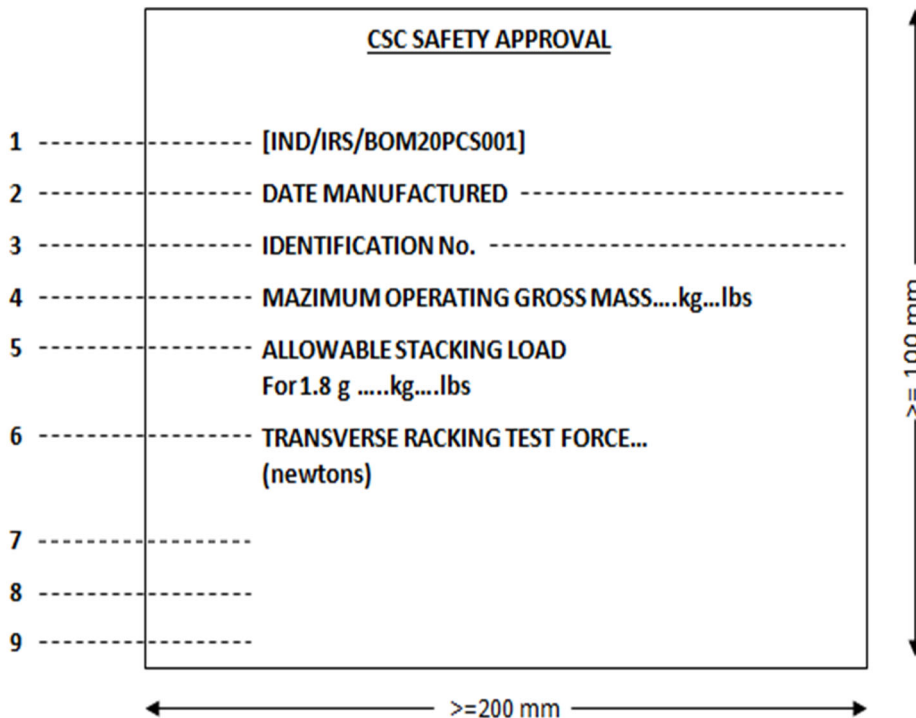 CSC SAFETY APPROVAL
1 [IND/IRS/BOM20PCS001]
2 DATE MANUFACTURED
3 IDENTIFICATION No.
4 MAZIMUM OPERATING GROSS MASS....kg...lbs
5 ALLOWABLE STACKING LOAD
For 1.8 g .....kg....lbs
6 TRANSVERSE RACKING TEST FORCE...
(newtons)
7
8
9
>= 100 mm
>=200 mm